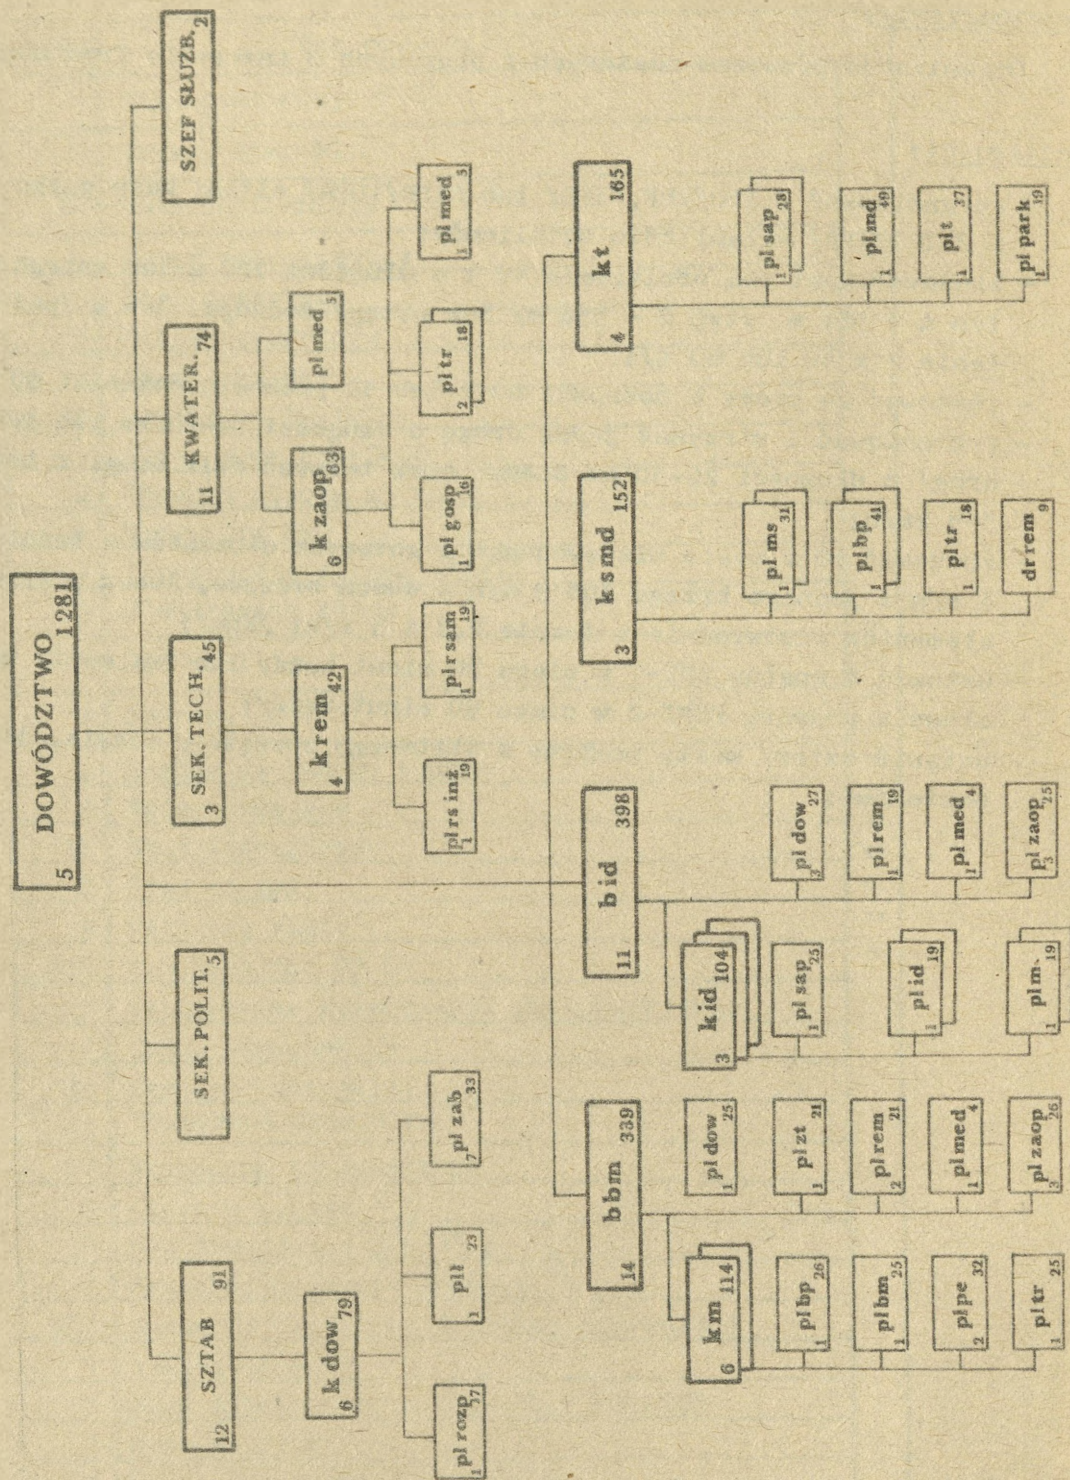 DOWÓDZTWO
5 1281
SZTAB
12 91
SEK. POLIT.
5
SEK. TECH.
3 45
KWATER.
11 74
SZEF SŁUŻB.
2
k dow
6 79
krem
4 42
k zaop
6 63
pl med
5
pl rozp
1
plł
1 23
pl zab
7 33
pl rs inż
1 19
pl r sam
1 19
pl gosp
1 16
pl tr
2 18
pl med
1
bbm
14 339
bid
11 398
ksmd
3 152
kt
4 165
km
6 114
pl dow
1 25
kid
3 104
pl bp
1 26
pl zt
1 21
pl sap
1 25
pl dow
3 27
pl ms
1 31
pl sap
1 28
pl bm
1 25
pl rem
2 21
pl id
1 19
pl rem
1 19
pl bp
1 41
pl md
1 49
pl pe
2 32
pl med
1 4
pl med
1 4
pl tr
1 18
plt
1 37
pl tr
1 25
pl zaop
3 26
pl m.
1 19
pl zaop
3 25
dr rem
9
pl park
1 19